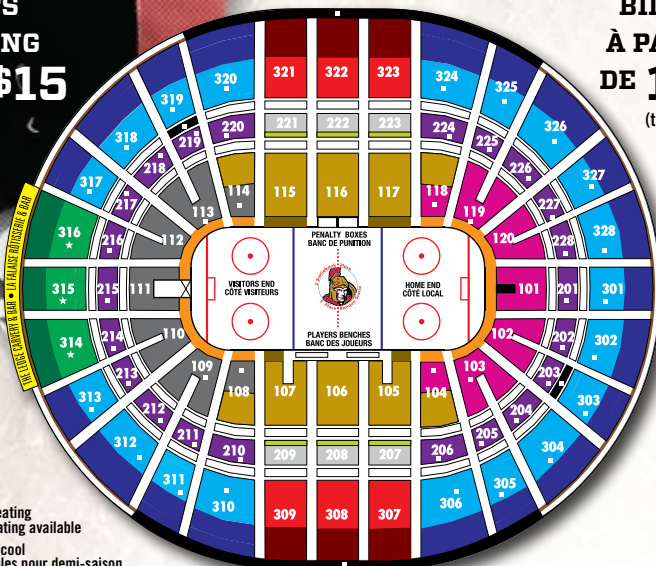 S
NG
$15
BIL
À PA
DE 1
(t
321 322 323
320 324
319 325
318 326
317 327
316 328
315 301
314 302
313 303
312 304
311 305
310 306
309 308 307
221 222 223
220 224
219 225
218 226
217 227
216 228
215 201
214 202
213 203
212 204
211 205
210 206
209 208 207
115 116 117
114 118
113 119
112 120
111 101
110 102
109 103
108 104
107 106 105
PENALTY BOXES
BANC DE PUNITION
VISITORS END
CÔTÉ VISITEURS
HOME END
CÔTÉ LOCAL
PLAYERS BENCHES
BANC DES JOUEURS
THE LEDGE CARVERY & BAR • LA FALAISE RÔTISSERIE & BAR
eating
ating available
cool
les pour demi-saison